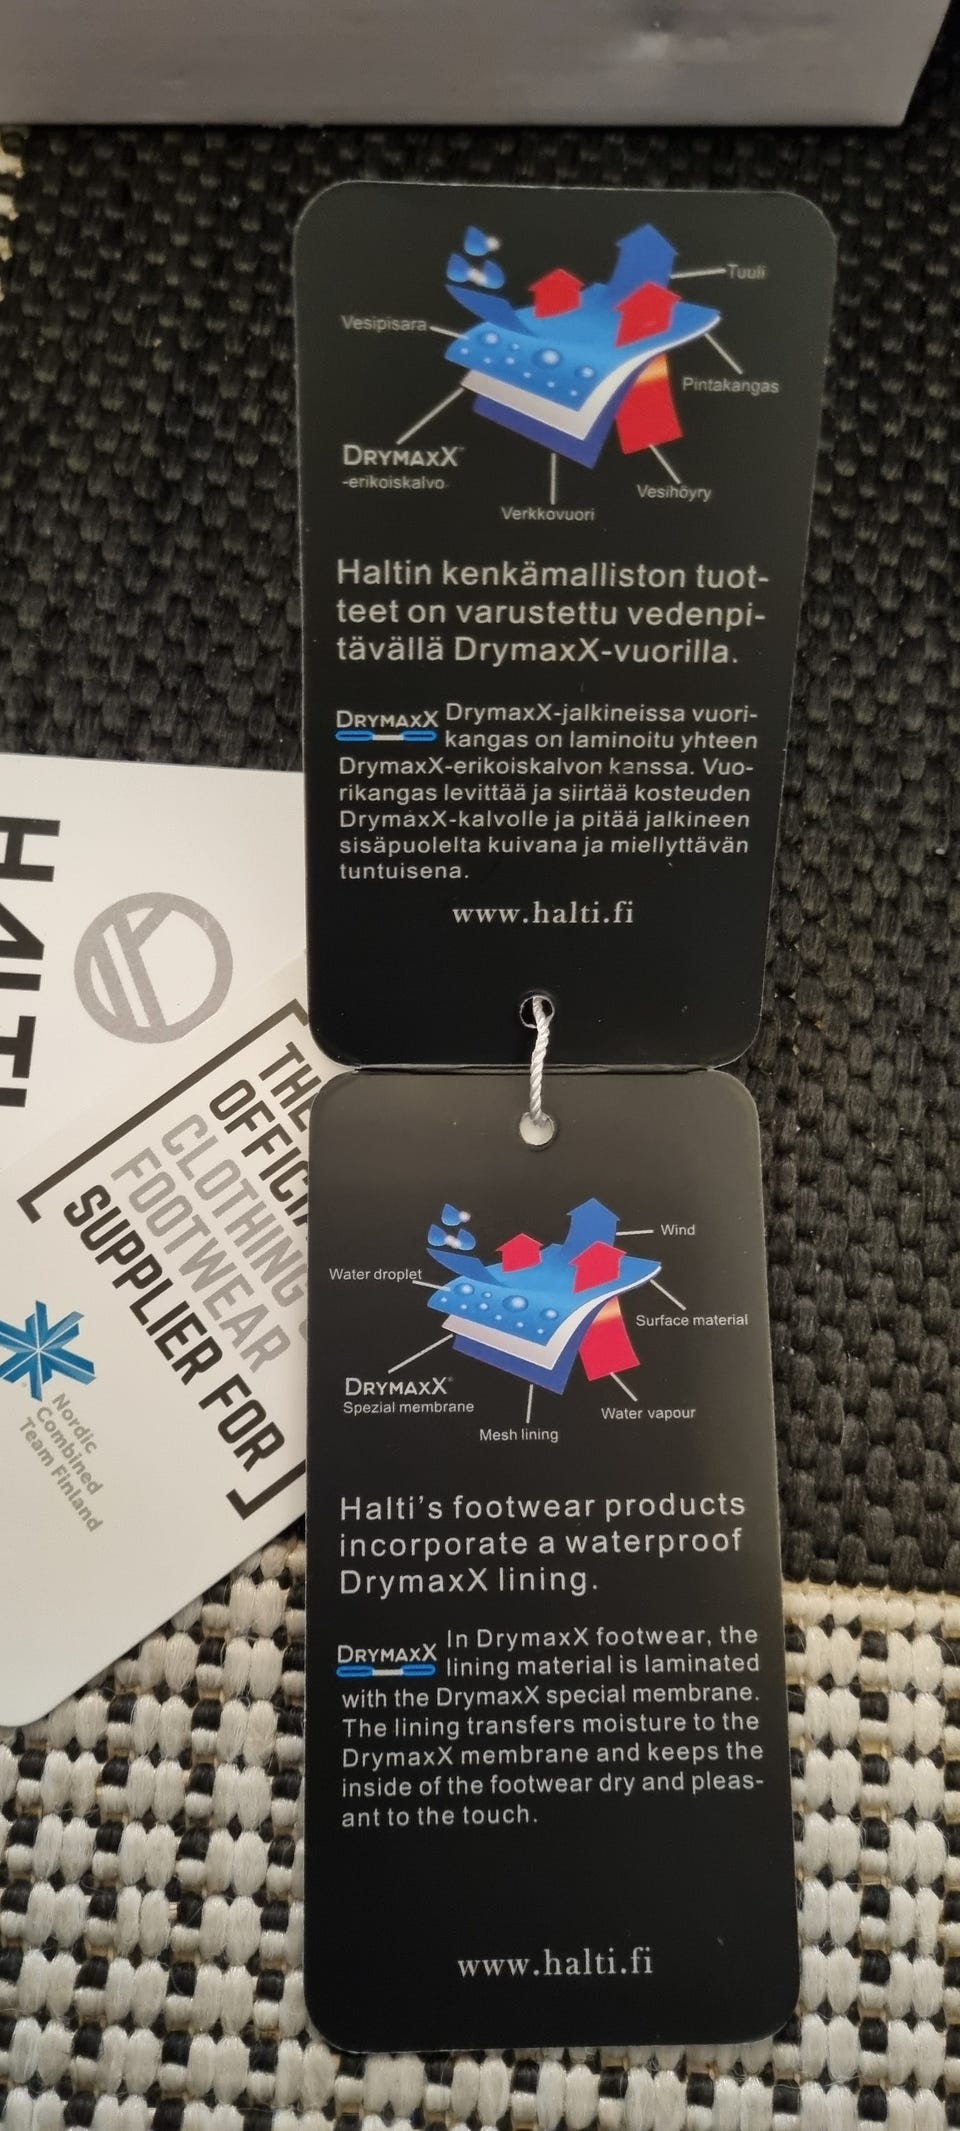 Tuuli
Vesipisara
Pintakangas
DRYMAXX™
-erikoiskalvo
Vesihöyry
Verkkovuori
Haltin kenkämalliston tuot-
teet on varustettu vedenpi-
tävällä DrymaxX-vuorilla.
DRYMAXX DrymaxX-jalkineissa vuori-
kangas on laminoitu yhteen
DrymaxX-erikoiskalvon kanssa. Vuo-
rikangas levittää ja siirtää kosteuden
DrymaxX-kalvolle ja pitää jalkineen
sisäpuolelta kuivana ja miellyttävän
tuntuisena.
www.halti.fi
HALTI
[THE
OFFICIA
CLOTHING
FOOTWEAR
SUPPLIER FOR]
Nordic
Combined
Team Finland
Wind
Water droplet
Surface material
DRYMAXX®
Spezial membrane
Water vapour
Mesh lining
Halti's footwear products
incorporate a waterproof
DrymaxX lining.
DRYMAXX In DrymaxX footwear, the
lining material is laminated
with the DrymaxX special membrane.
The lining transfers moisture to the
DrymaxX membrane and keeps the
inside of the footwear dry and pleas-
ant to the touch.
www.halti.fi